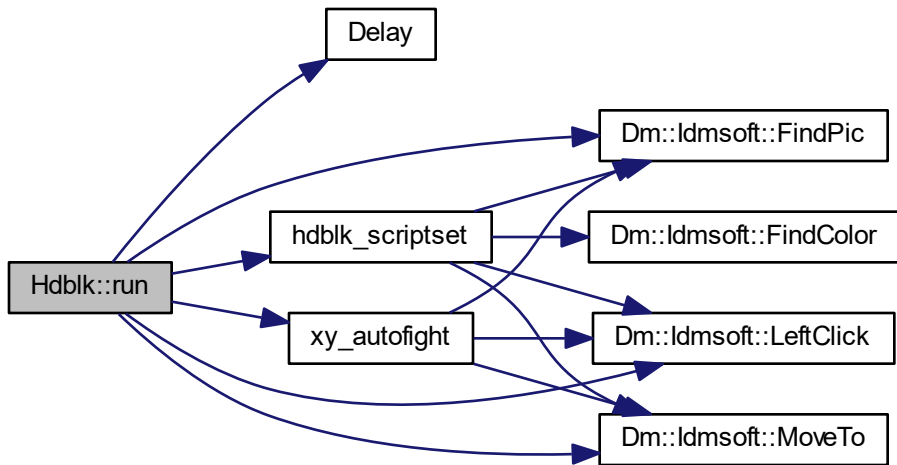 Delay
Dm::Idmsoft::FindPic
hdblk_scriptset
Dm::Idmsoft::FindColor
Hdblk::run
xy_autofight
Dm::Idmsoft::LeftClick
Dm::Idmsoft::MoveTo